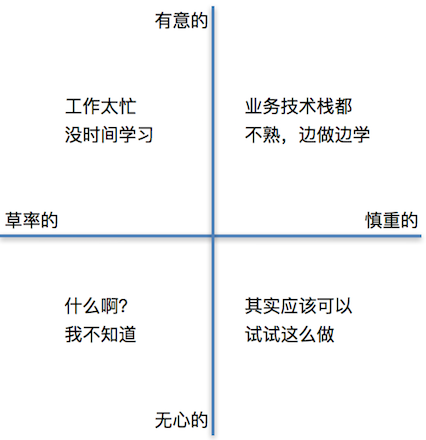 有意的
工作太忙
没时间学习
业务技术栈都
不熟，边做边学
草率的
慎重的
什么啊？
我不知道
其实应该可以
试试这么做
无心的